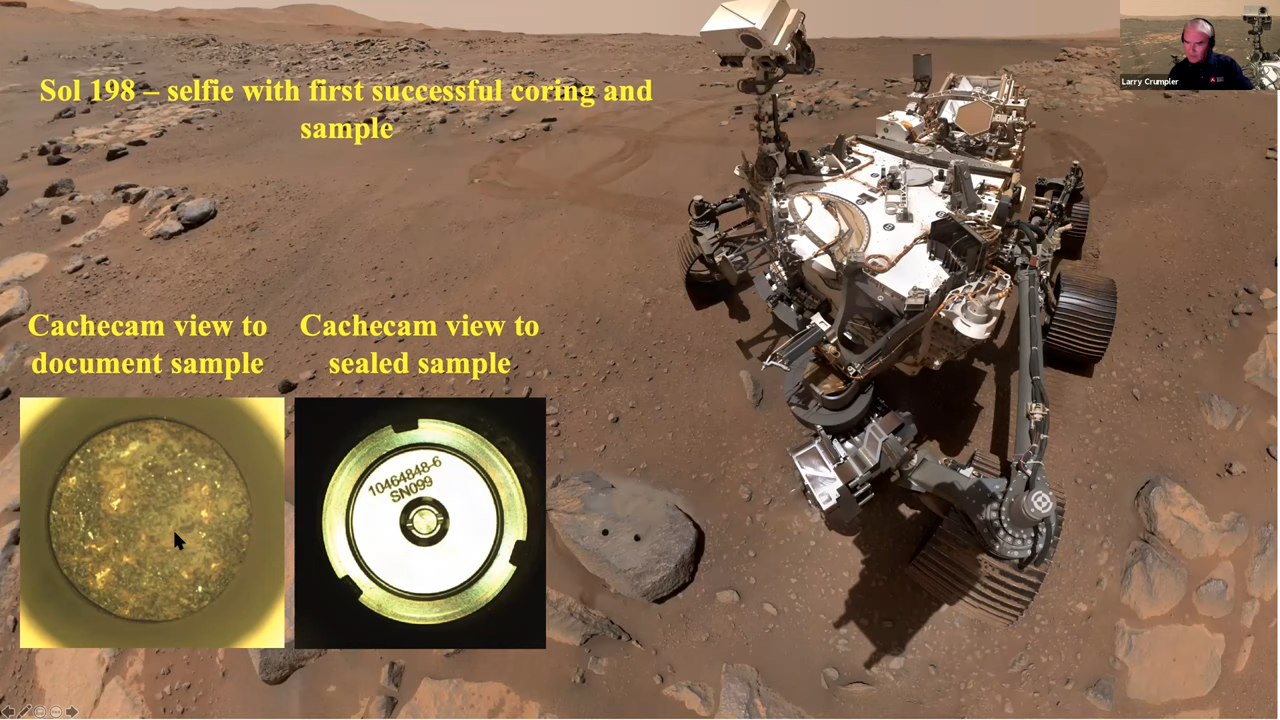 Sol 198 – selfie with first successful coring and
sample
Larry Crumpler
Cachecam view to
document sample
Cachecam view to
sealed sample
10464848-6
SN099